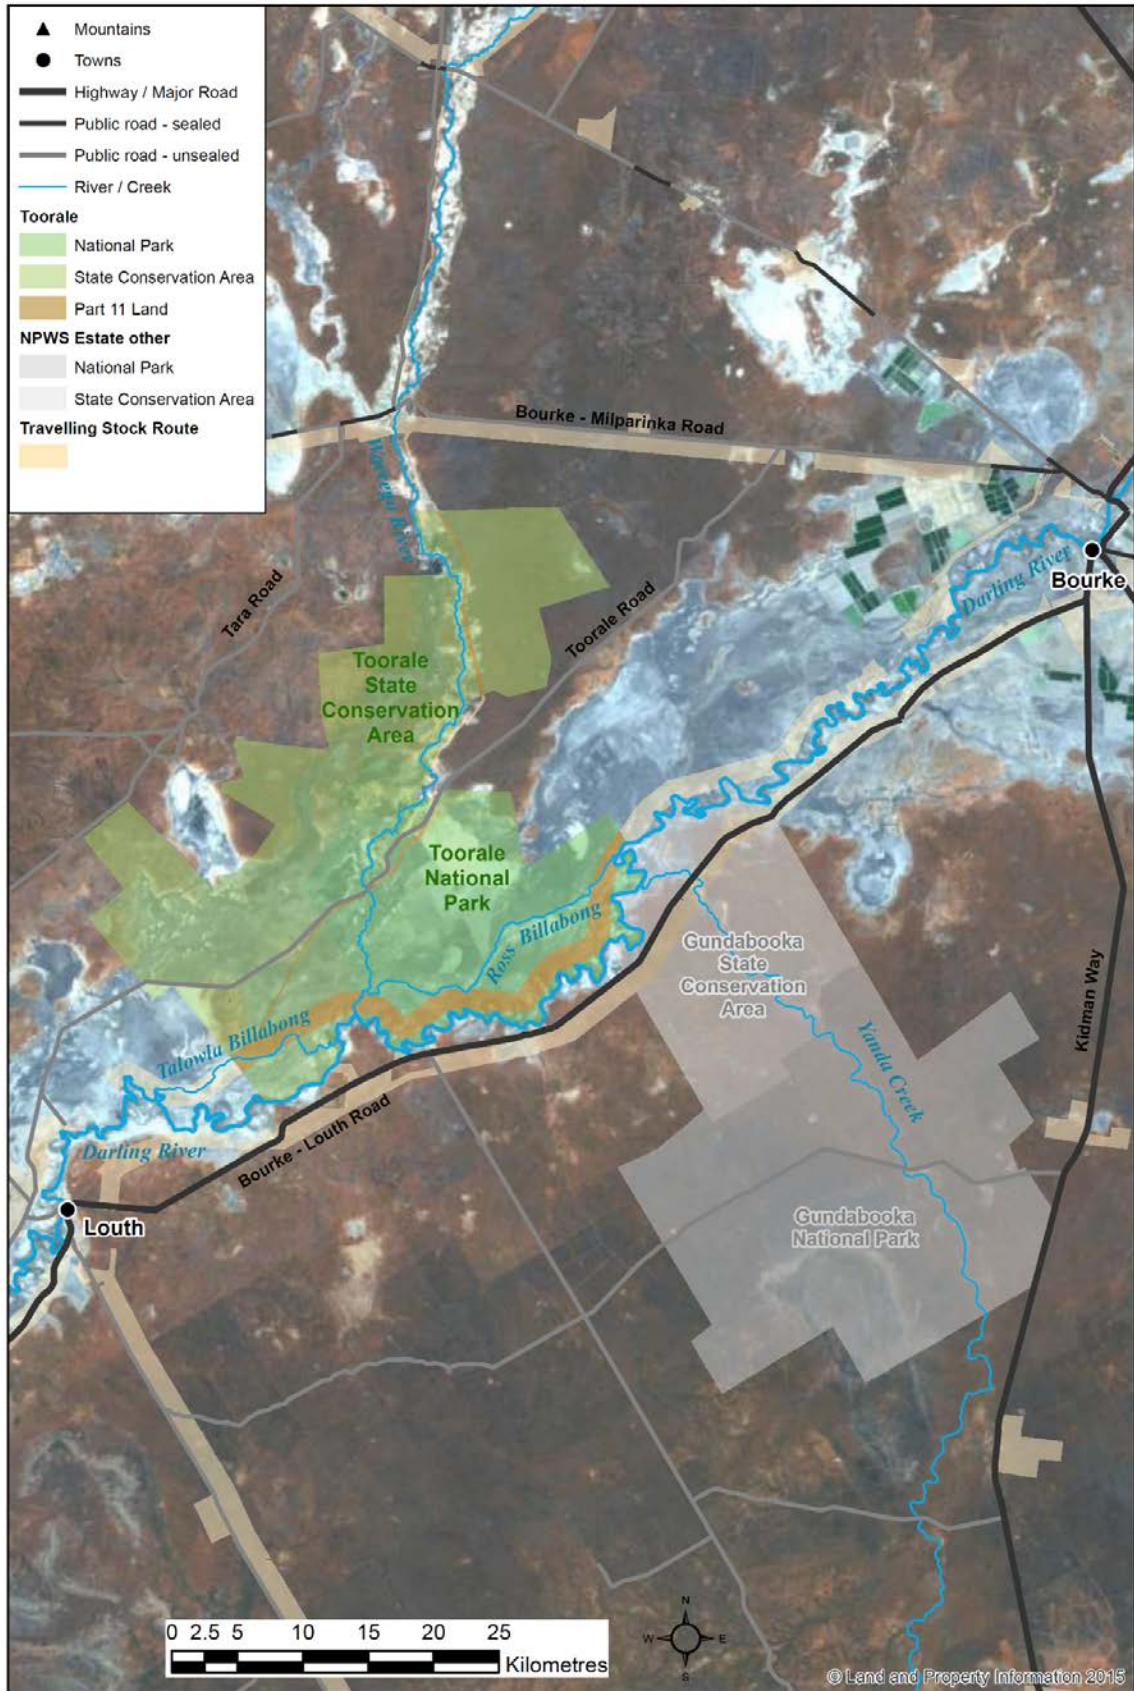 Mountains
Towns
Highway / Major Road
Public road - sealed
Public road - unsealed
River / Creek
Toorale
National Park
State Conservation Area
Part 11 Land
NPWS Estate other
National Park
State Conservation Area
Travelling Stock Route
Bourke - Milparinka Road
Warrego River
Tara Road
Toorale Road
Darling River
Bourke
Toorale
State
Conservation
Area
Toorale
National
Park
Ross Billabong
Gundabooka
State
Conservation
Area
Talowla Billabong
Yanda Creek
Kidman Way
Darling River
Bourke - Louth Road
Louth
Gundabooka
National Park
N
W E
S
0 2.5 5 10 15 20 25
Kilometres
© Land and Property Information 2015